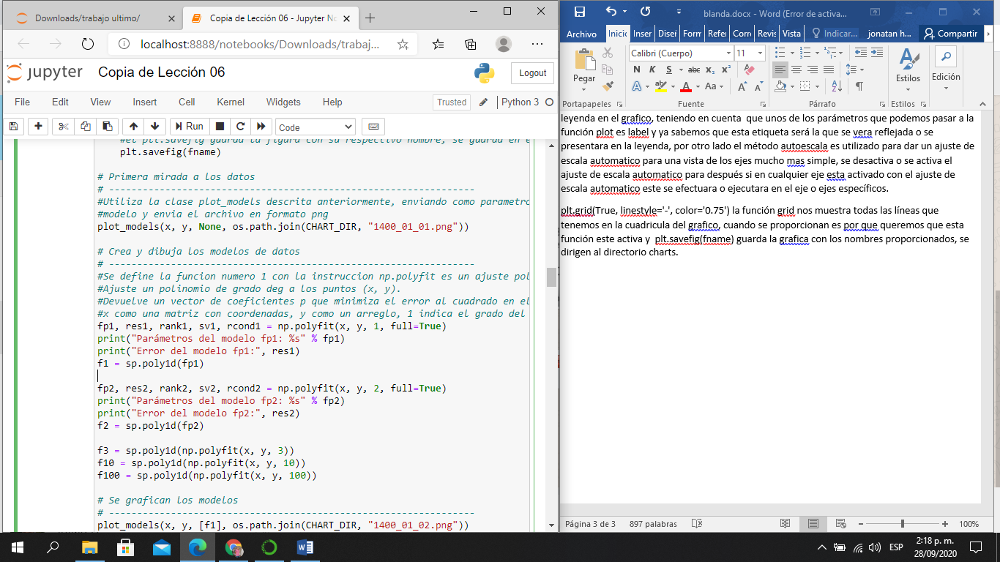 Downloads/trabajo ultimo/
Copia de Lección 06 - Jupyter No
localhost:8888/notebooks/Downloads/trabaj...
jupyter
Copia de Lección 06
Logout
File Edit View Insert Cell Kernel Widgets Help
Trusted
Python 3
Run
Code
#el plt.savefig guarda la figura con su respectivo nombre, se guarda en e
plt.savefig(fname)
# Primera mirada a los datos
# ------------------------------------------------------------------
#Utiliza la clase plot_models descrita anteriormente, enviando como parametro
#modelo y envia el archivo en formato png
plot_models(x, y, None, os.path.join(CHART_DIR, "1400_01_01.png"))
# Crea y dibuja los modelos de datos
# ------------------------------------------------------------------
#Se define la funcion numero 1 con la instruccion np.polyfit es un ajuste pol
#Ajuste un polinomio de grado deg a los puntos (x, y).
#Devuelve un vector de coeficientes p que minimiza el error al cuadrado en el
#x como una matriz con coordenadas, y como un arreglo, 1 indica el grado del
fp1, res1, rank1, sv1, rcond1 = np.polyfit(x, y, 1, full=True)
print("Parámetros del modelo fp1: %s" % fp1)
print("Error del modelo fp1:", res1)
f1 = sp.poly1d(fp1)
fp2, res2, rank2, sv2, rcond2 = np.polyfit(x, y, 2, full=True)
print("Parámetros del modelo fp2: %s" % fp2)
print("Error del modelo fp2:", res2)
f2 = sp.poly1d(fp2)
f3 = sp.poly1d(np.polyfit(x, y, 3))
f10 = sp.poly1d(np.polyfit(x, y, 10))
f100 = sp.poly1d(np.polyfit(x, y, 100))
# Se grafican los modelos
# ------------------------------------------------------------------
plot_models(x, y, [f1], os.path.join(CHART_DIR, "1400_01_02.png"))
blanda.docx - Word (Error de activa...
Archivo Inicio Inser Diseñ Form Refer Corre Revis Vista Indicar... jonatan h... Compartir
Calibri (Cuerpo) 11
Pegar
N K S abc x₂ x²
A ab A Aa A A
Estilos
Edición
Portapapeles Fuente Párrafo Estilos
leyenda en el grafico, teniendo en cuenta que unos de los parámetros que podemos pasar a la
función plot es label y ya sabemos que esta etiqueta será la que se vera reflejada o se
presentara en la leyenda, por otro lado el método autoescala es utilizado para dar un ajuste de
escala automatico para una vista de los ejes mucho mas simple, se desactiva o se activa el
ajuste de escala automatico para después si en cualquier eje esta activado con el ajuste de
escala automatico este se efectuara o ejecutara en el eje o ejes específicos.
plt.grid(True, linestyle='-', color='0.75') la función grid nos muestra todas las líneas que
tenemos en la cuadricula del grafico, cuando se proporcionan es por que queremos que esta
función este activa y plt.savefig(fname) guarda la grafica con los nombres proporcionados, se
dirigen al directorio charts.
Página 3 de 3 897 palabras
100%
ESP
2:18 p. m.
28/09/2020